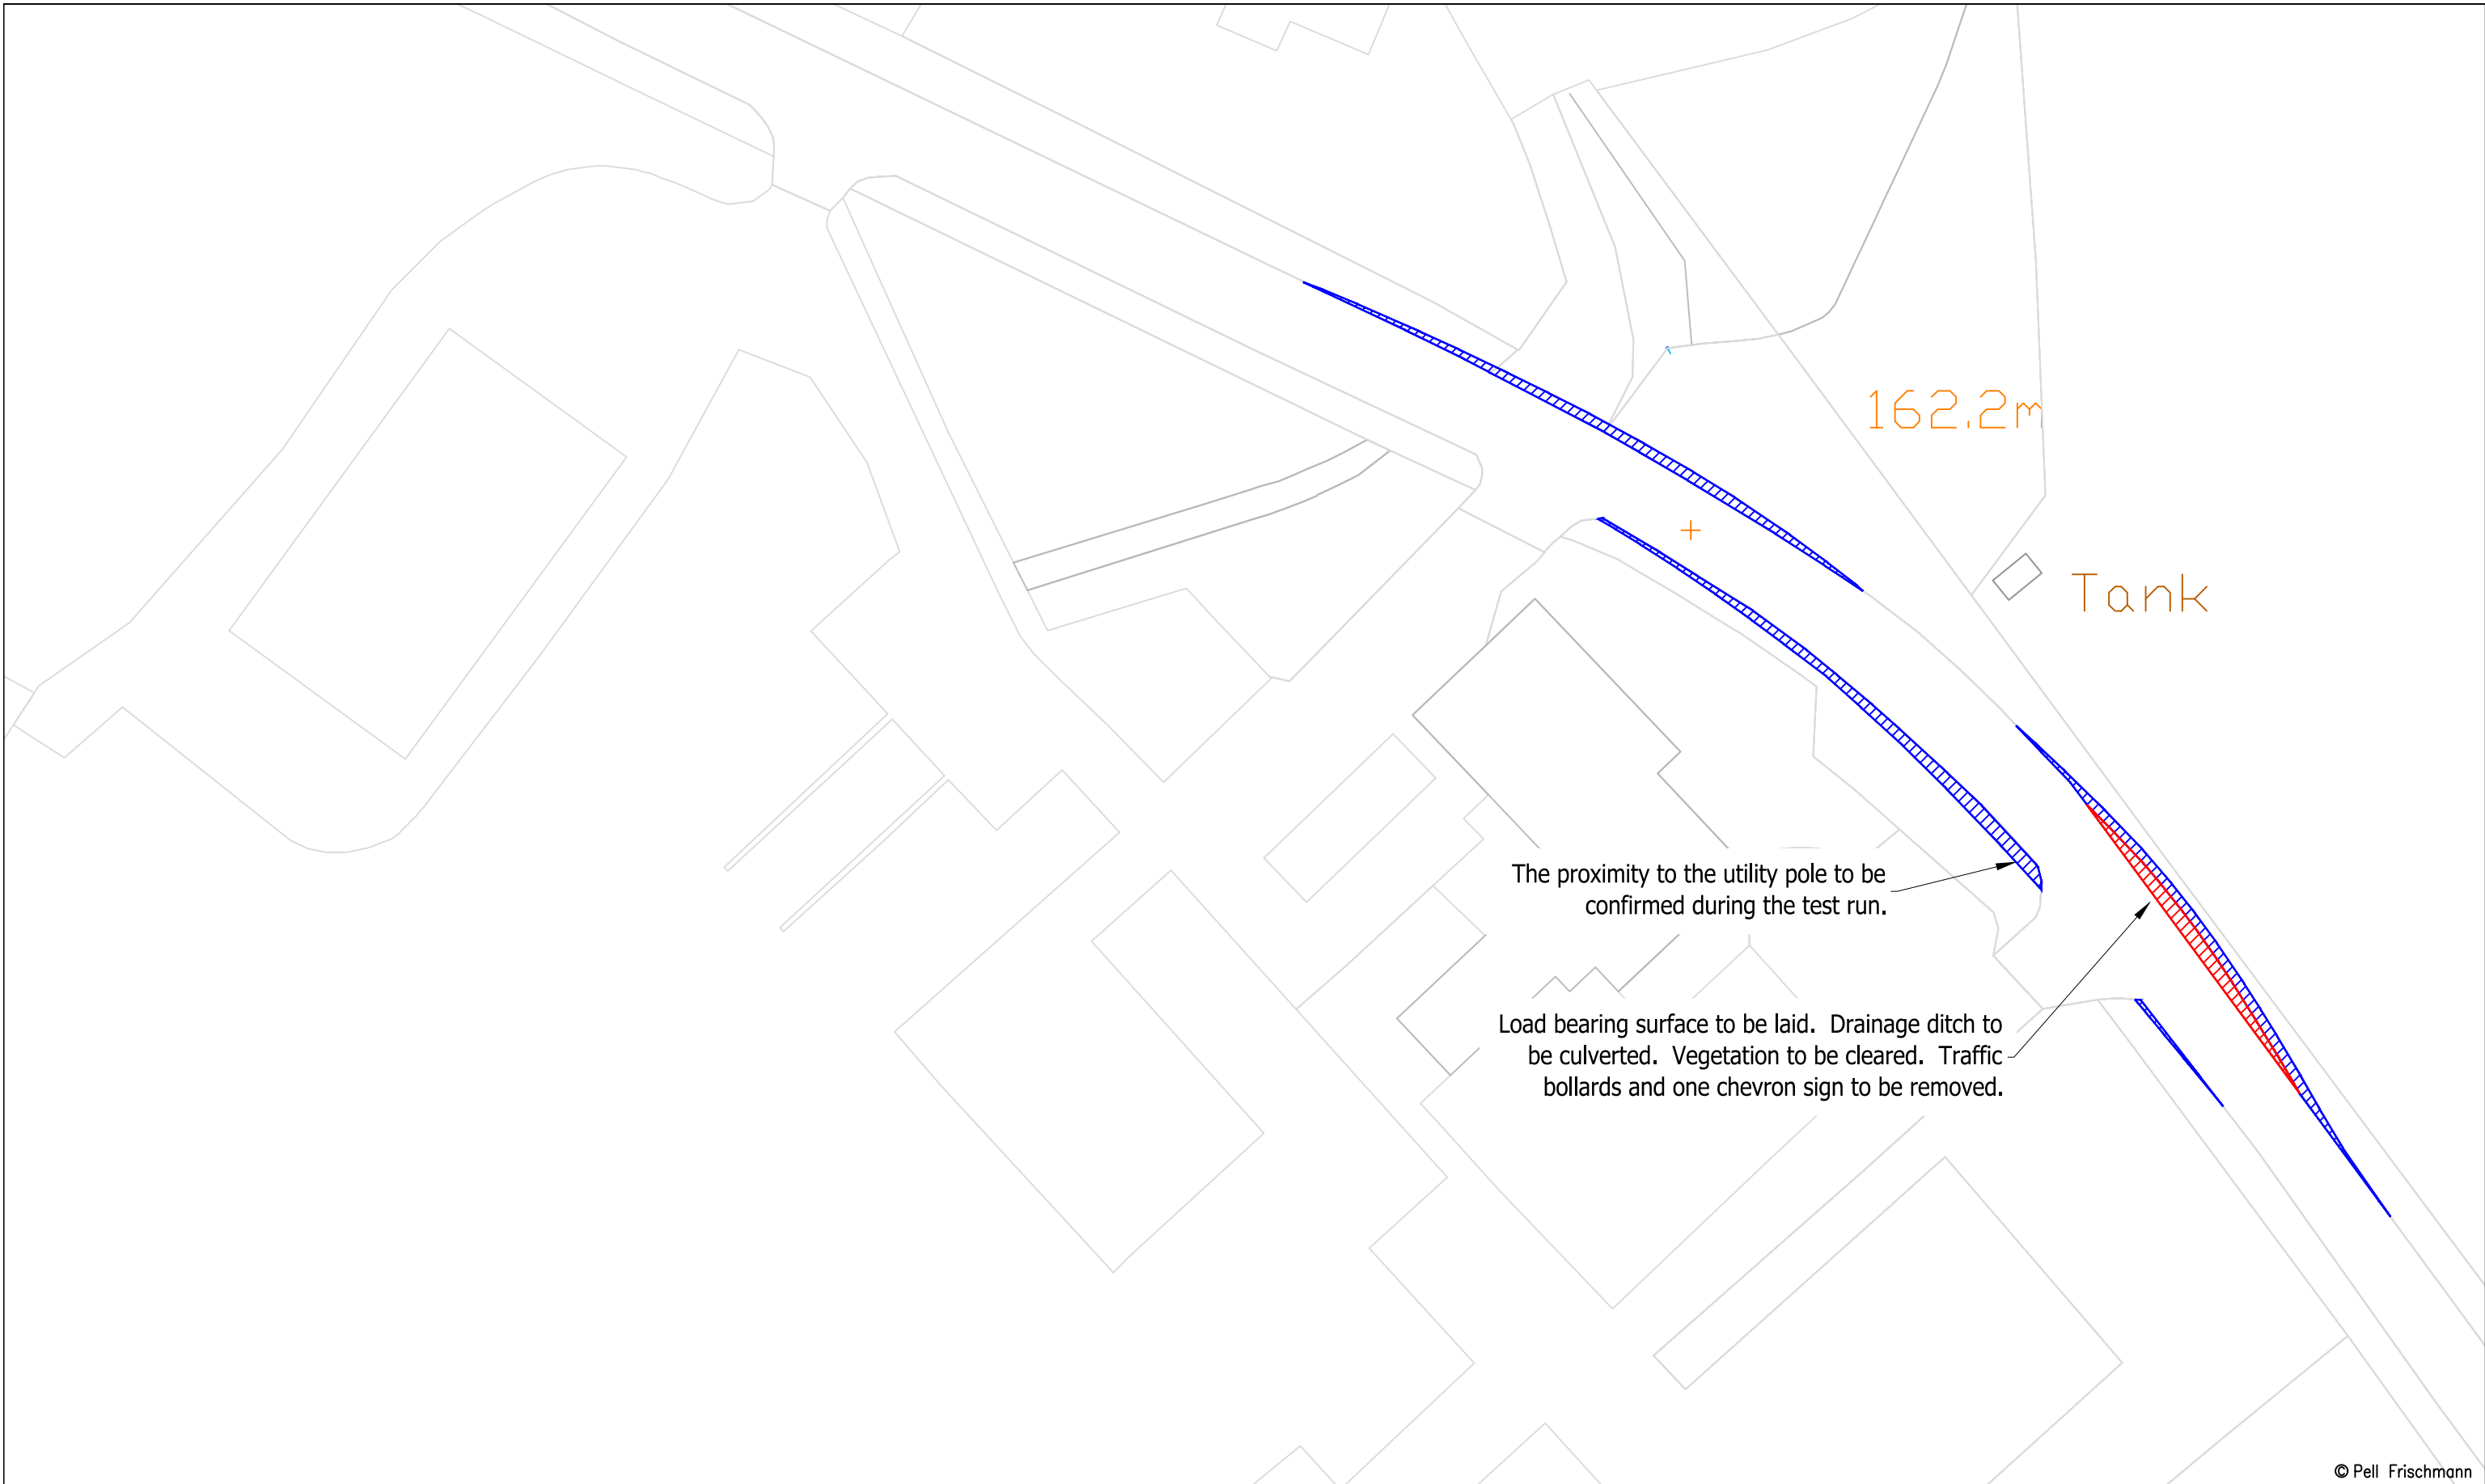 162.2m
Tank
The proximity to the utility pole to be
confirmed during the test run.
Load bearing surface to be laid.  Drainage ditch to
be culverted.  Vegetation to be cleared.  Traffic
bollards and one chevron sign to be removed.
© Pell Frischmann